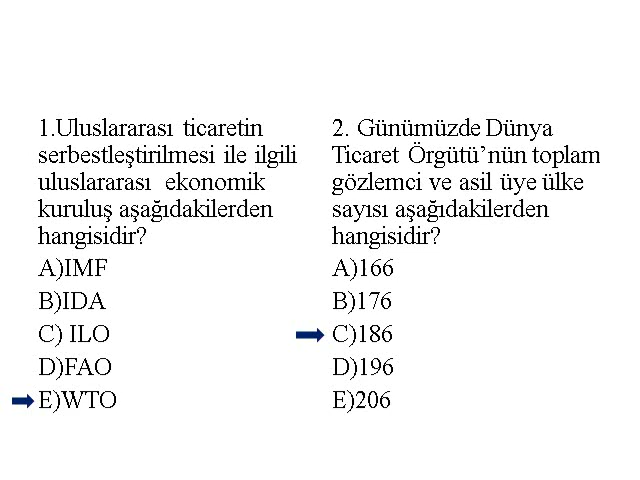 1.Uluslararası ticaretin
serbestleştirilmesi ile ilgili
uluslararası ekonomik
kuruluş aşağıdakilerden
hangisidir?
A)IMF
B)IDA
C) ILO
D)FAO
E)WTO
2. Günümüzde Dünya
Ticaret Örgütü’nün toplam
gözlemci ve asil üye ülke
sayısı aşağıdakilerden
hangisidir?
A)166
B)176
C)186
D)196
E)206